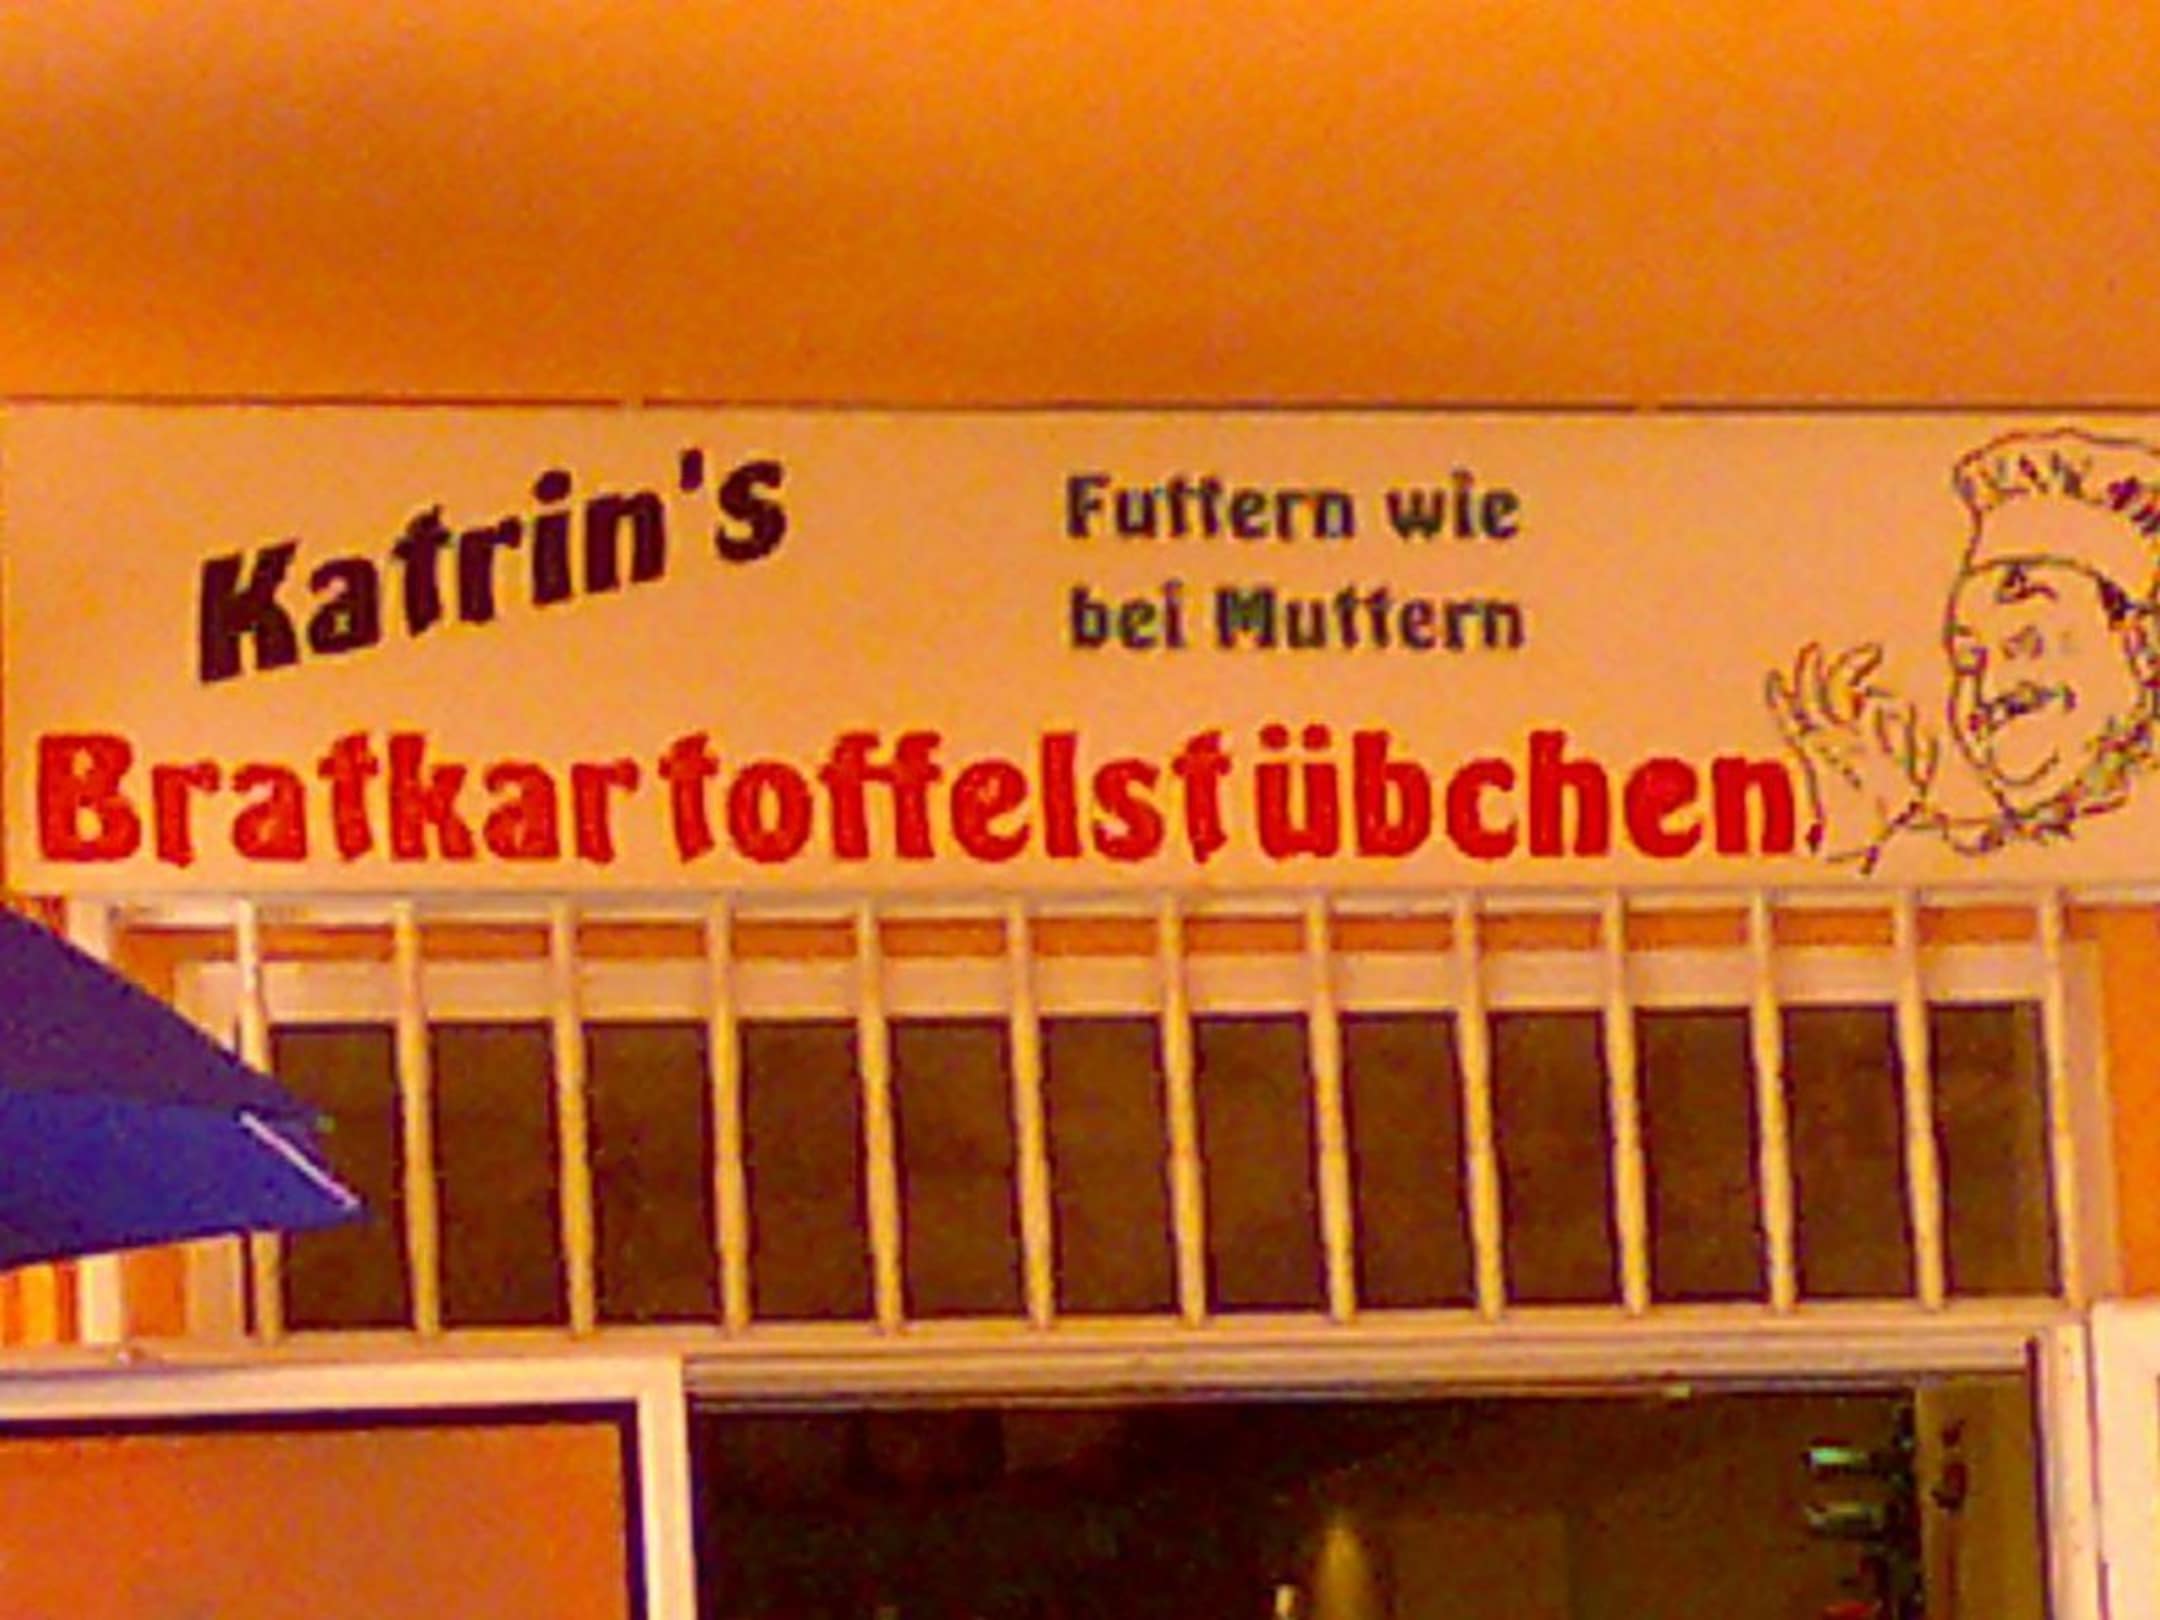 Katrin's
Futtern wie
bei Muttern
Bratkartoffelstübchen